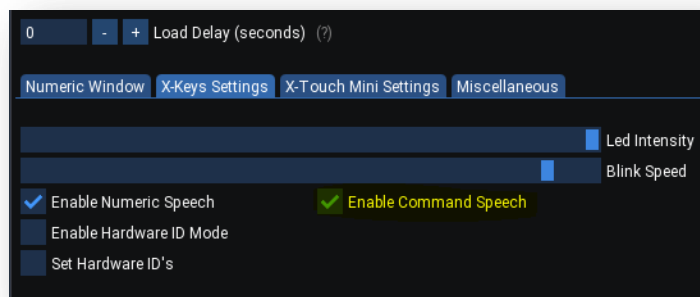 0 - + Load Delay (seconds) (?)
Numeric Window X-Keys Settings X-Touch Mini Settings Miscellaneous
Led Intensity
Blink Speed
Enable Numeric Speech Enable Command Speech
Enable Hardware ID Mode
Set Hardware ID's